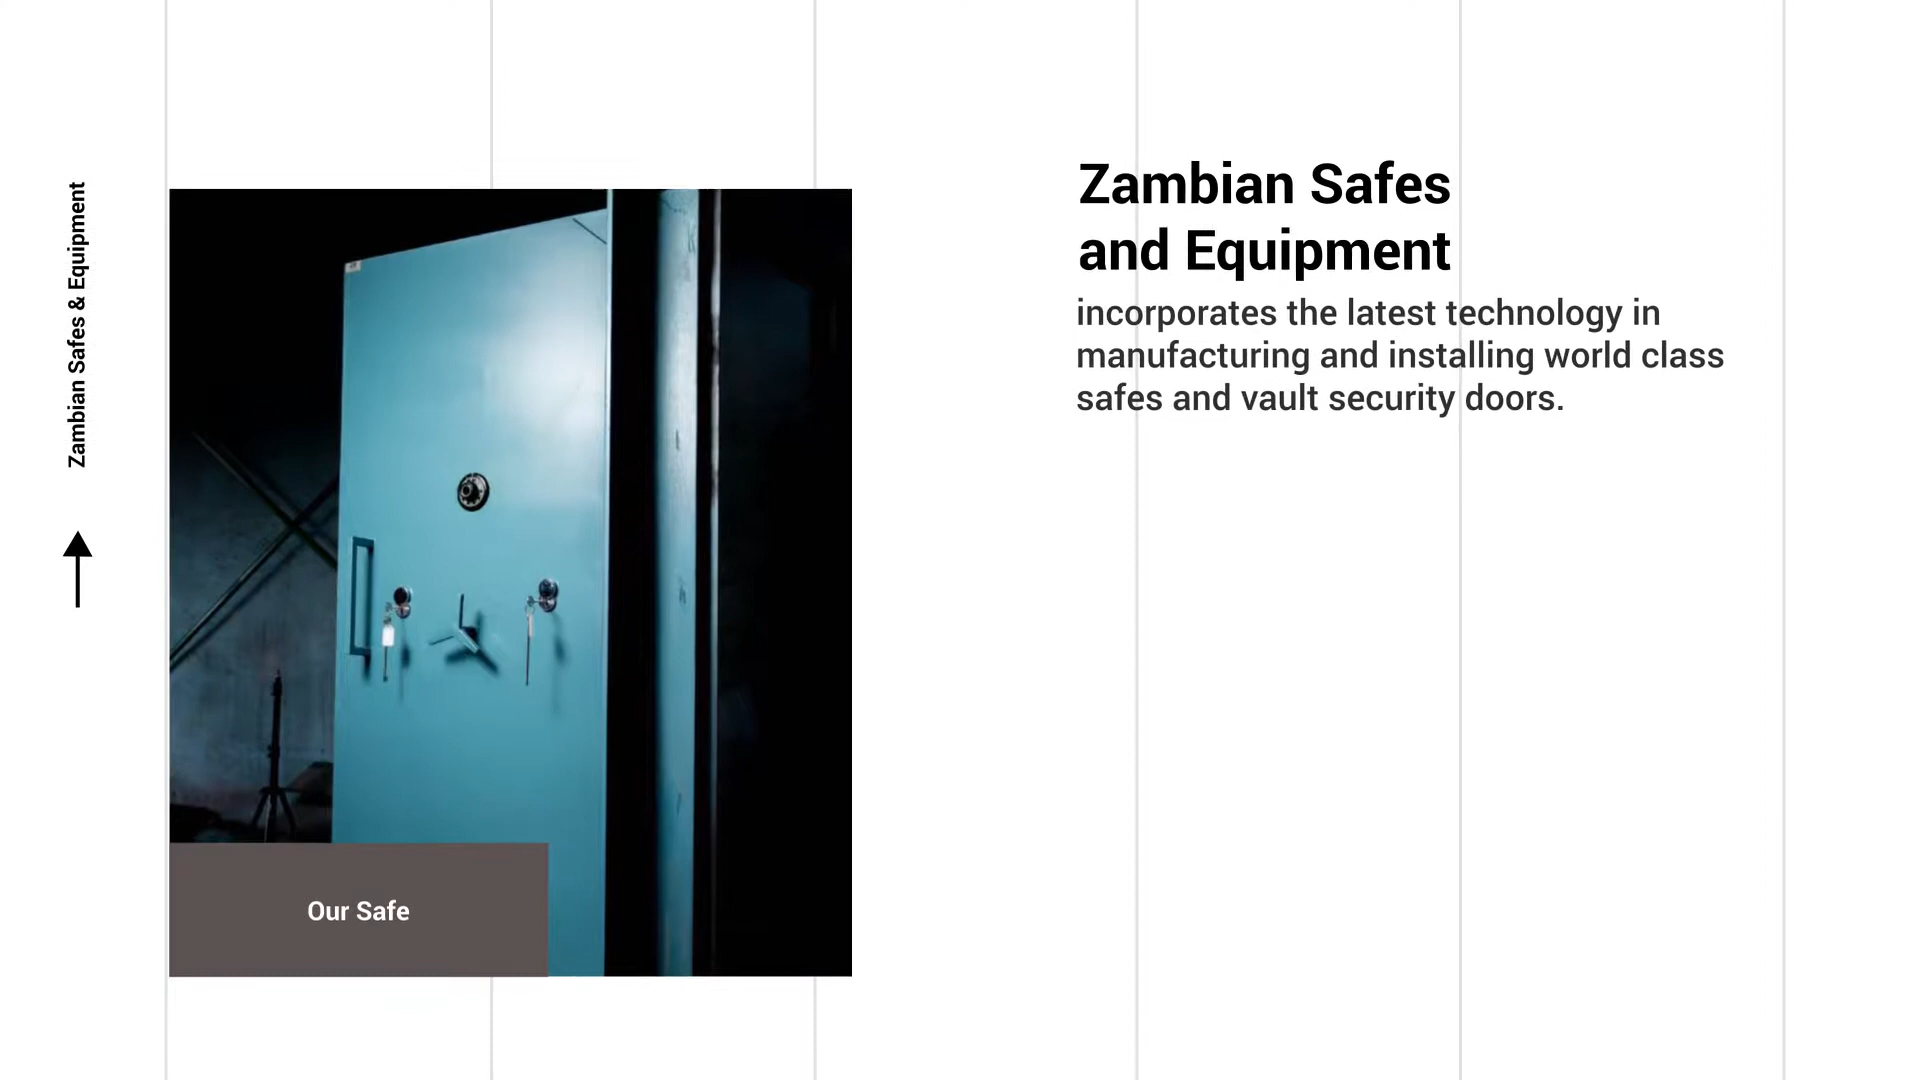 Zambian Safes & Equipment
Our Safe
Zambian Safes
and Equipment
incorporates the latest technology in
manufacturing and installing world class
safes and vault security doors.